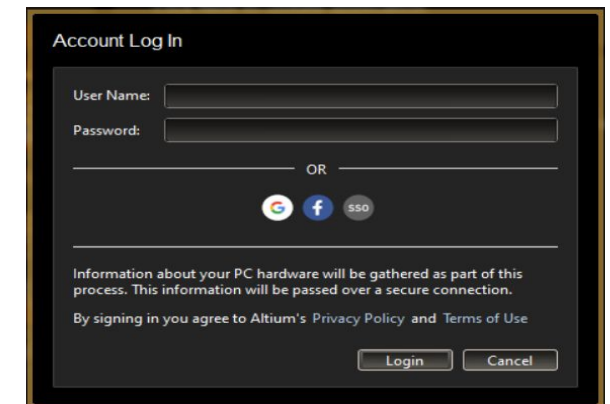 Account Log In
User Name:
Password:
OR
G f SSO
Information about your PC hardware will be gathered as part of this
process. This information will be passed over a secure connection.
By signing in you agree to Altium's Privacy Policy and Terms of Use
Login Cancel